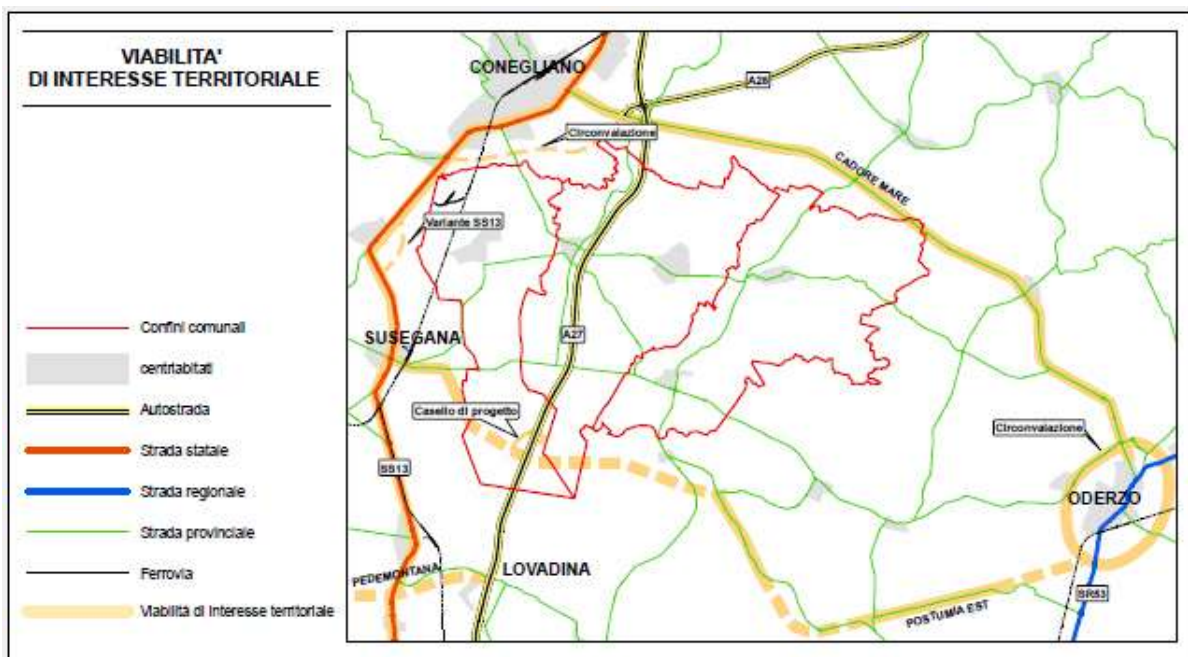 VIABILITA'
DI INTERESSE TERRITORIALE
Confini comunali
centriabitati
Autostrada
Strada statale
Strada regionale
Strada provinciale
Ferrovia
Viabilità di interesse territoriale
CONEGLIANO
A28
Circonvalazione
CADORE MARE
Variante SS13
SUSEGANA
A27
Casello di progetto
Circonvalazione
SS13
ODERZO
LOVADINA
PEDEMONTANA
SR53
POSTUMIA EST